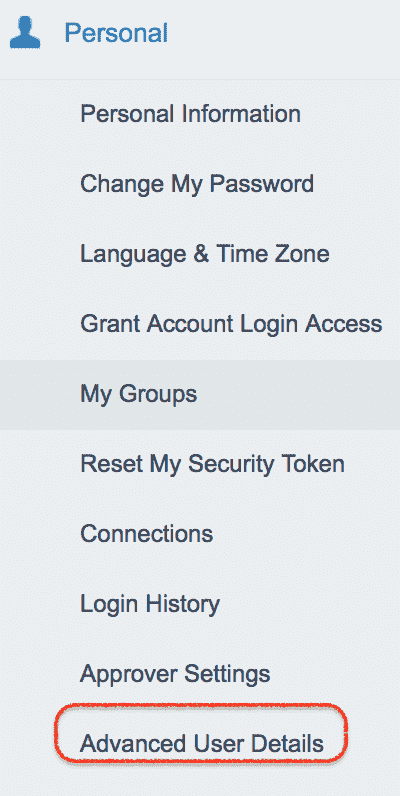 Personal
Personal Information
Change My Password
Language & Time Zone
Grant Account Login Access
My Groups
Reset My Security Token
Connections
Login History
Approver Settings
Advanced User Details